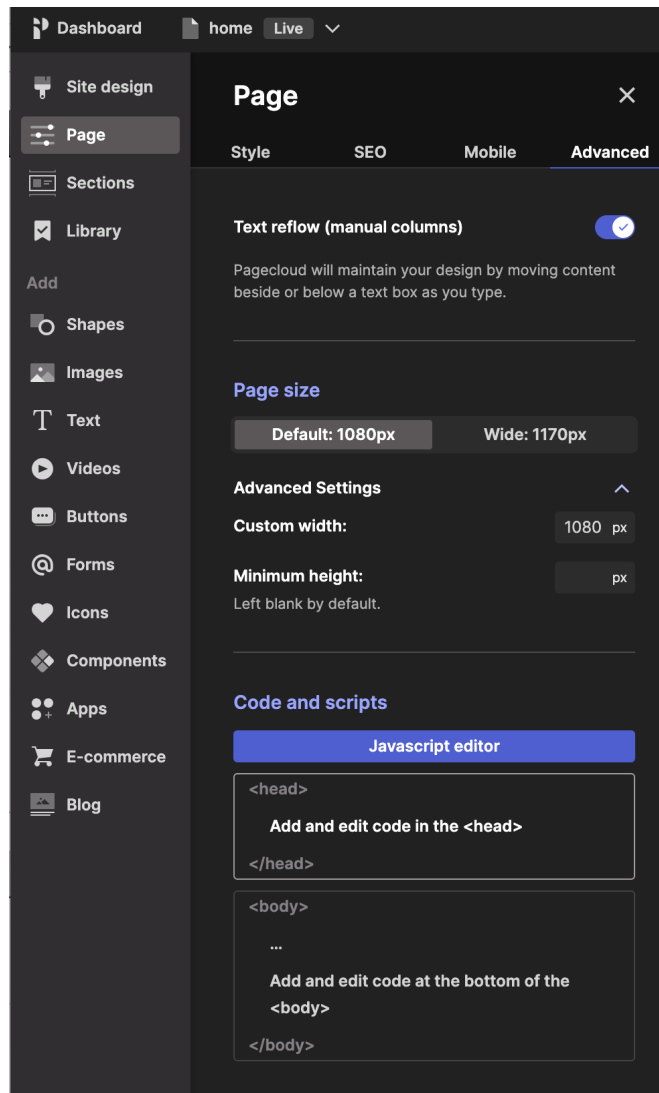 Dashboard
home Live
Site design
Page
Sections
Library
Add
Shapes
Images
Text
Videos
Buttons
Forms
Icons
Components
Apps
E-commerce
Blog
Page
Style SEO Mobile Advanced
Text reflow (manual columns)
Pagecloud will maintain your design by moving content
beside or below a text box as you type.
Page size
Default: 1080px Wide: 1170px
Advanced Settings
Custom width: 1080 px
Minimum height: px
Left blank by default.
Code and scripts
Javascript editor
<head>
Add and edit code in the <head>
</head>
<body>
...
Add and edit code at the bottom of the
<body>
</body>